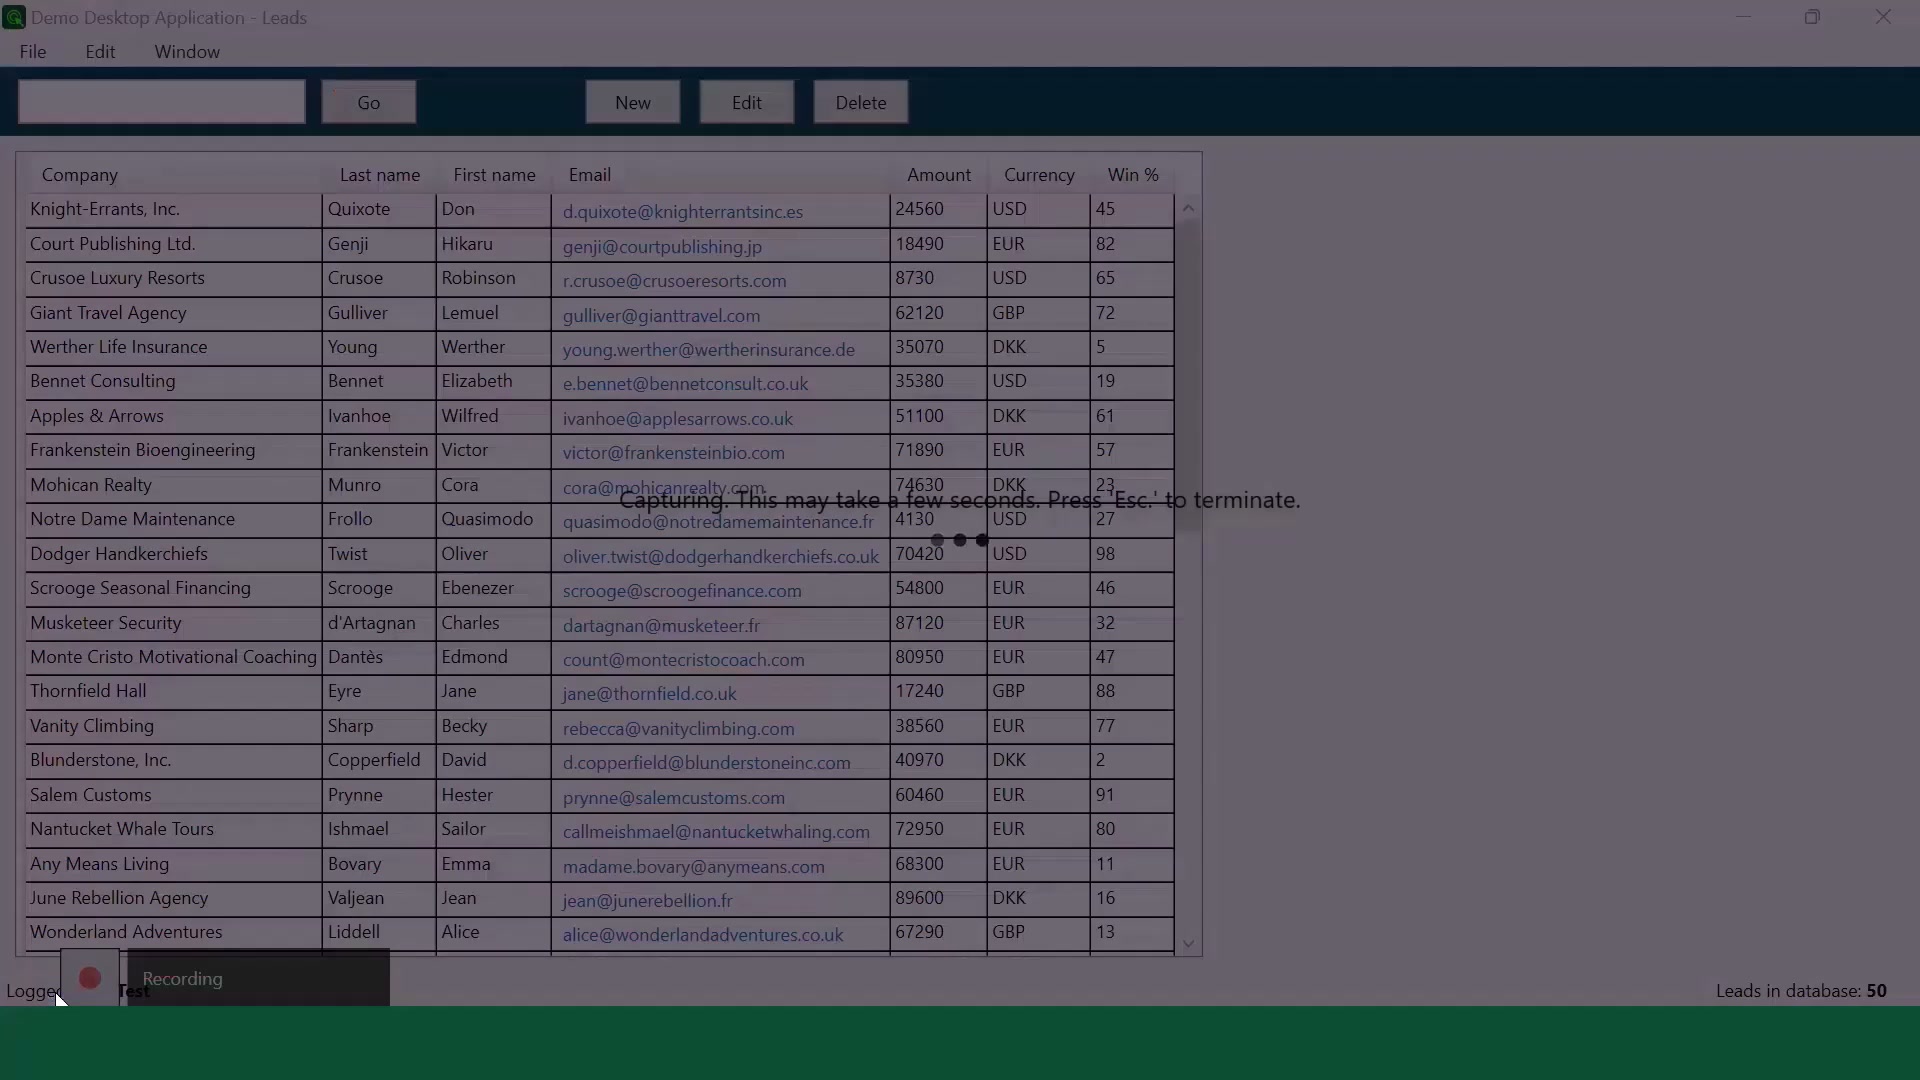 Demo Desktop Application - Leads
File Edit Window
Go New Edit Delete
Company Last name First name Email Amount Currency Win %
Knight-Errants, Inc. Quixote Don d.quixote@knighterrantsinc.es 24560 USD 45
Court Publishing Ltd. Genji Hikaru genji@courtpublishing.jp 18490 EUR 82
Crusoe Luxury Resorts Crusoe Robinson r.crusoe@crusoeresorts.com 8730 USD 65
Giant Travel Agency Gulliver Lemuel gulliver@gianttravel.com 62120 GBP 72
Werther Life Insurance Young Werther young.werther@wertherinsurance.de 35070 DKK 5
Bennet Consulting Bennet Elizabeth e.bennet@bennetconsult.co.uk 35380 USD 19
Apples & Arrows Ivanhoe Wilfred ivanhoe@applesarrows.co.uk 51100 DKK 61
Frankenstein Bioengineering Frankenstein Victor victor@frankensteinbio.com 71890 EUR 57
Mohican Realty Munro Cora cora@mohicanrealty.com 74630 DKK 23
Capturing. This may take a few seconds. Press 'Esc.' to terminate.
Notre Dame Maintenance Frollo Quasimodo quasimodo@notredamemaintenance.fr 4130 USD 27
Dodger Handkerchiefs Twist Oliver oliver.twist@dodgerhandkerchiefs.co.uk 70420 USD 98
Scrooge Seasonal Financing Scrooge Ebenezer scrooge@scroogefinance.com 54800 EUR 46
Musketeer Security d'Artagnan Charles dartagnan@musketeer.fr 87120 EUR 32
Monte Cristo Motivational Coaching Dantès Edmond count@montecristocoach.com 80950 EUR 47
Thornfield Hall Eyre Jane jane@thornfield.co.uk 17240 GBP 88
Vanity Climbing Sharp Becky rebecca@vanityclimbing.com 38560 EUR 77
Blunderstone, Inc. Copperfield David d.copperfield@blunderstoneinc.com 40970 DKK 2
Salem Customs Prynne Hester prynne@salemcustoms.com 60460 EUR 91
Nantucket Whale Tours Ishmael Sailor callmeishmael@nantucketwhaling.com 72950 EUR 80
Any Means Living Bovary Emma madame.bovary@anymeans.com 68300 EUR 11
June Rebellion Agency Valjean Jean jean@junerebellion.fr 89600 DKK 16
Wonderland Adventures Liddell Alice alice@wonderlandadventures.co.uk 67290 GBP 13
Recording
Test Leads in database: 50